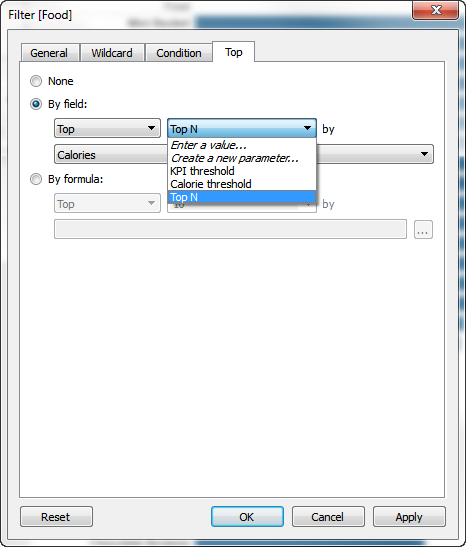 Filter [Food]
General Wildcard Condition Top
None
By field:
Top Top N by
Enter a value...
Calories
Create a new parameter...
KPI threshold
Calorie threshold
Top N
By formula:
Top by
...
Reset OK Cancel Apply